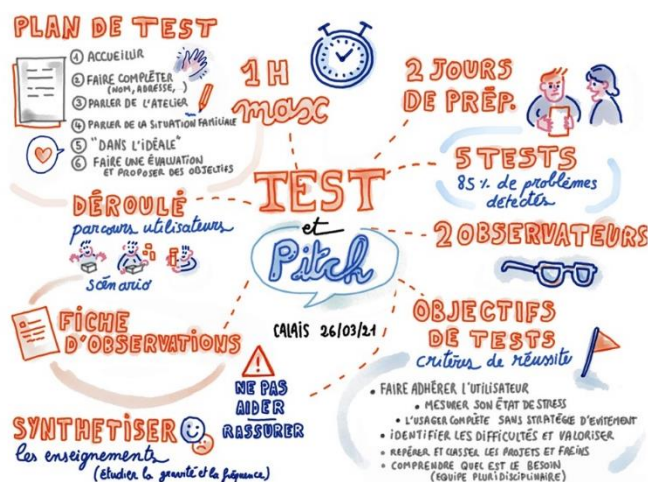 PLAN DE TEST
① ACCUEILLIR
② FAIRE COMPLÉTER
(NOM, ADRESSE, ..)
③ PARLER DE L'ATELIER
④ PARLER DE LA SITUATION FAMILIALE
⑤ "DANS L'IDÉALE"
⑥ FAIRE UNE ÉVALUATION
ET PROPOSER DES OBJECTIFS
1H
max
2 JOURS
DE PRÉP.
5 TESTS
85 % de problèmes
détectés
TEST
et
Pitch
CALAIS 26/03/21
DÉROULÉ
parcours utilisateurs
scénario
2 OBSERVATEURS
FICHE
D'OBSERVATIONS
OBJECTIFS
DE TESTS
critères de réussite
• FAIRE ADHÉRER L'UTILISATEUR
• MESURER SON ÉTAT DE STRESS
• L'USAGER COMPLÈTE SANS STRATÉGIE D'ÉVITEMENT
• IDENTIFIER LES DIFFICULTÉS ET VALORISER
• REPÉRER ET CLASSER LES PROJETS ET FREINS
• COMPRENDRE QUEL EST LE BESOIN
(EQUIPE PLURIDISCIPLINAIRE)
!
NE PAS
AIDER
RASSURER
SYNTHETISER
les enseignements
(étudier la gravité et la fréquence)